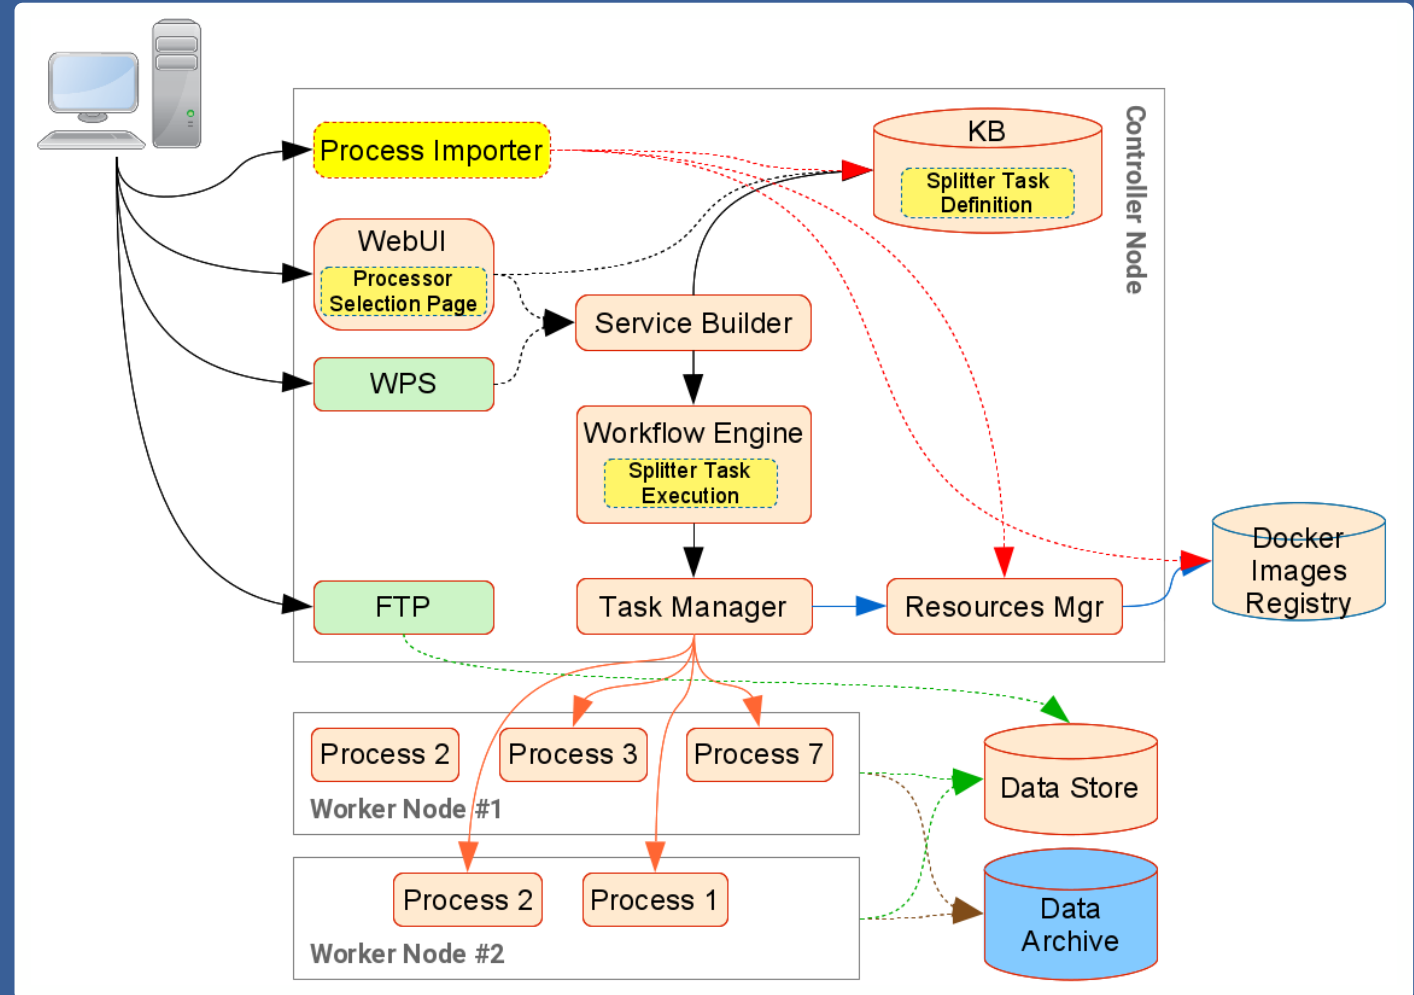 Process Importer
KB
Splitter Task
Definition
Controller Node
WebUI
Processor
Selection Page
Service Builder
WPS
Workflow Engine
Splitter Task
Execution
Docker
Images
Registry
FTP
Task Manager
Resources Mgr
Process 2
Process 3
Process 7
Worker Node #1
Data Store
Process 2
Process 1
Worker Node #2
Data
Archive